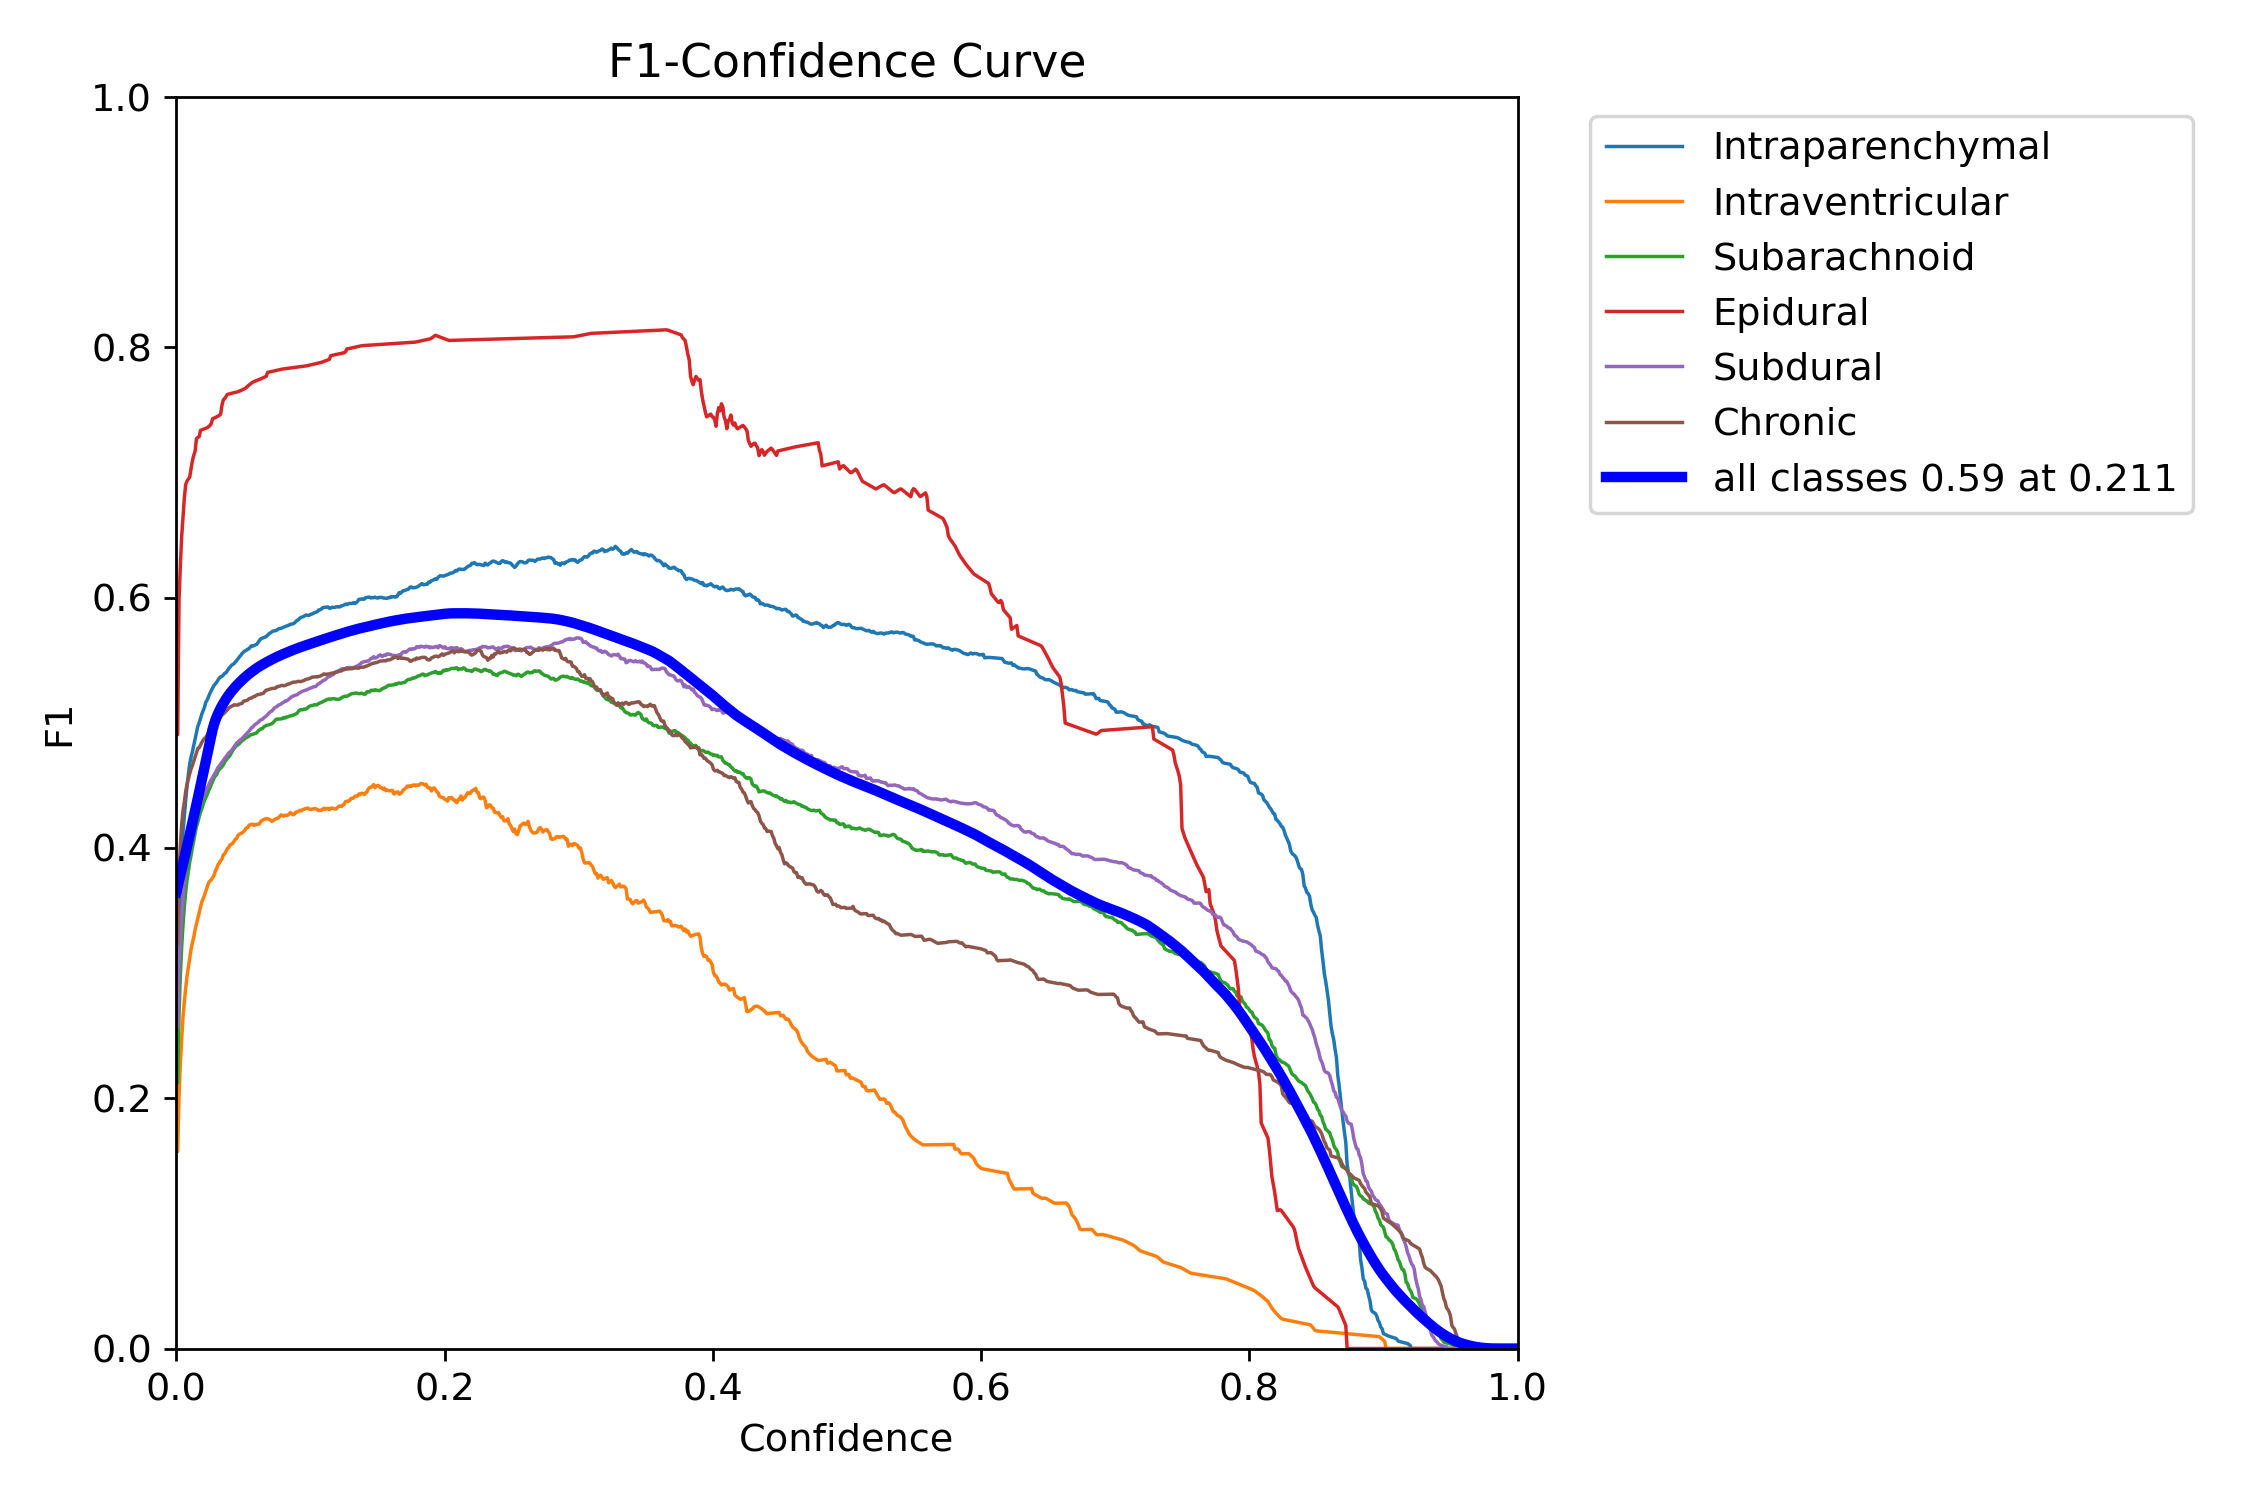 F1-Confidence Curve
1.0
0.8
0.6
0.4
0.2
0.0
F1
0.0 0.2 0.4 0.6 0.8 1.0
Confidence
Intraparenchymal
Intraventricular
Subarachnoid
Epidural
Subdural
Chronic
all classes 0.59 at 0.211